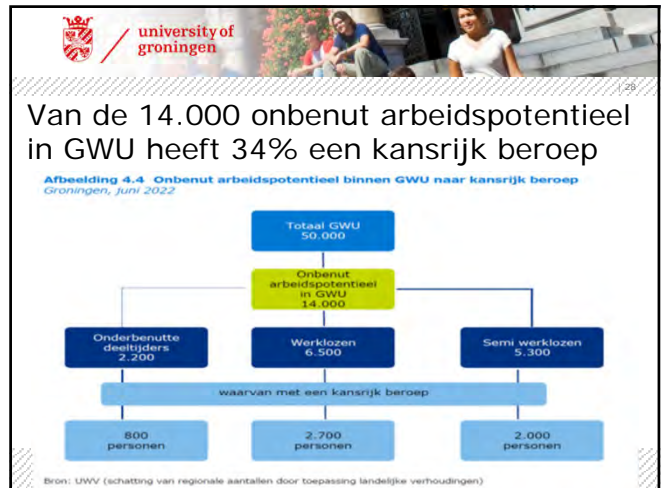 university of
groningen
| 28
Van de 14.000 onbenut arbeidspotentieel
in GWU heeft 34% een kansrijk beroep
Afbeelding 4.4 Onbenut arbeidspotentieel binnen GWU naar kansrijk beroep
Groningen, juni 2022
Totaal GWU
50.000
Onbenut
arbeidspotentieel
in GWU
14.000
Onderbenutte
deeltijders
2.200
Werklozen
6.500
Semi werklozen
5.300
waarvan met een kansrijk beroep
800
personen
2.700
personen
2.000
personen
Bron: UWV (schatting van regionale aantallen door toepassing landelijke verhoudingen)